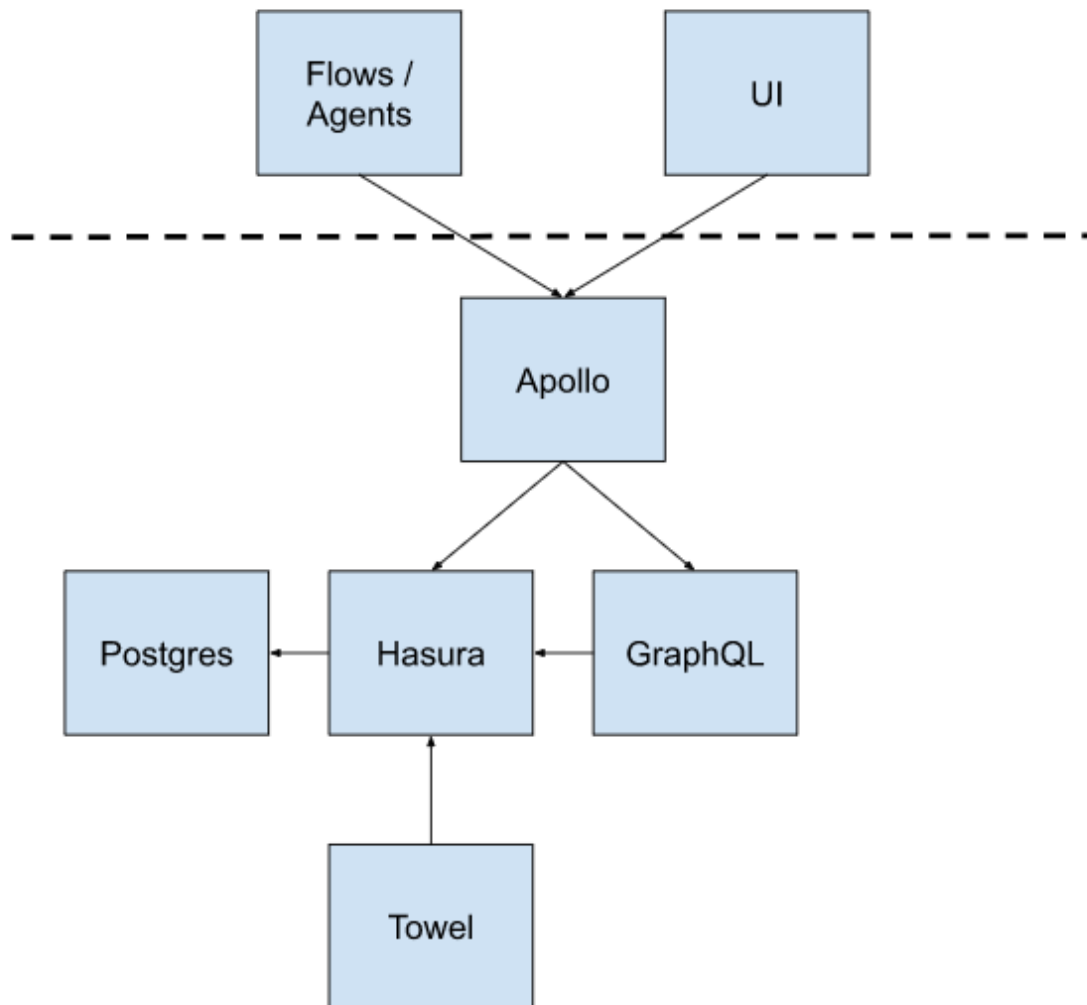 Flows /
Agents
UI
Apollo
Postgres
Hasura
GraphQL
Towel